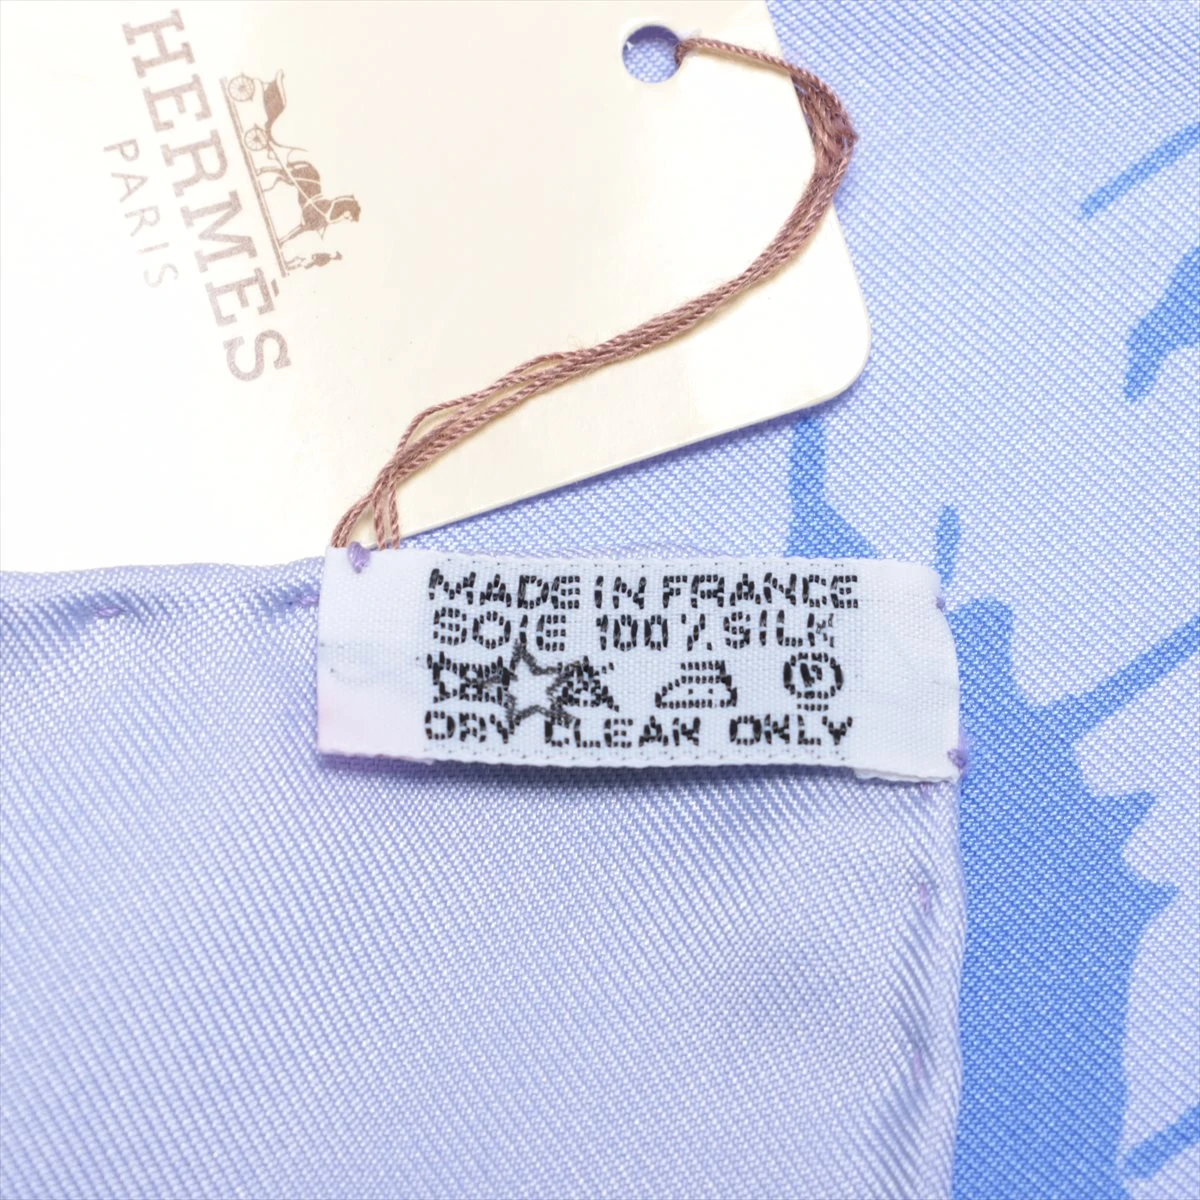 HERMÈS
PARIS
MADE IN FRANCE
SOIE 100% SILK
DRY CLEAN ONLY